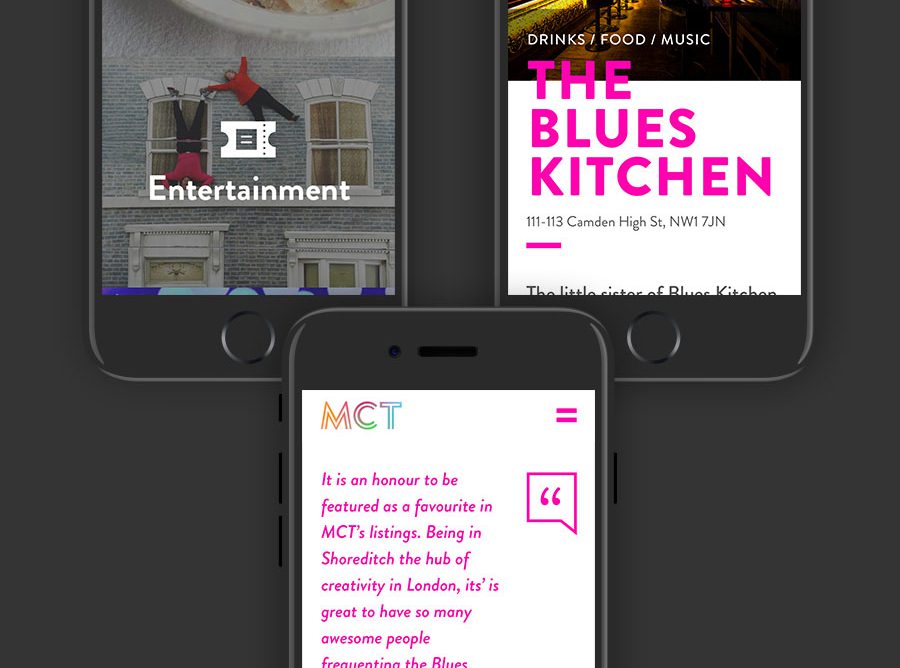 Entertainment
DRINKS / FOOD / MUSIC
THE
BLUES
KITCHEN
111-113 Camden High St, NW1 7JN
The little sister of Blues Kitchen
MCT
It is an honour to be
featured as a favourite in
MCT’s listings. Being in
Shoreditch the hub of
creativity in London, its’ is
great to have so many
awesome people
frequenting the Blues